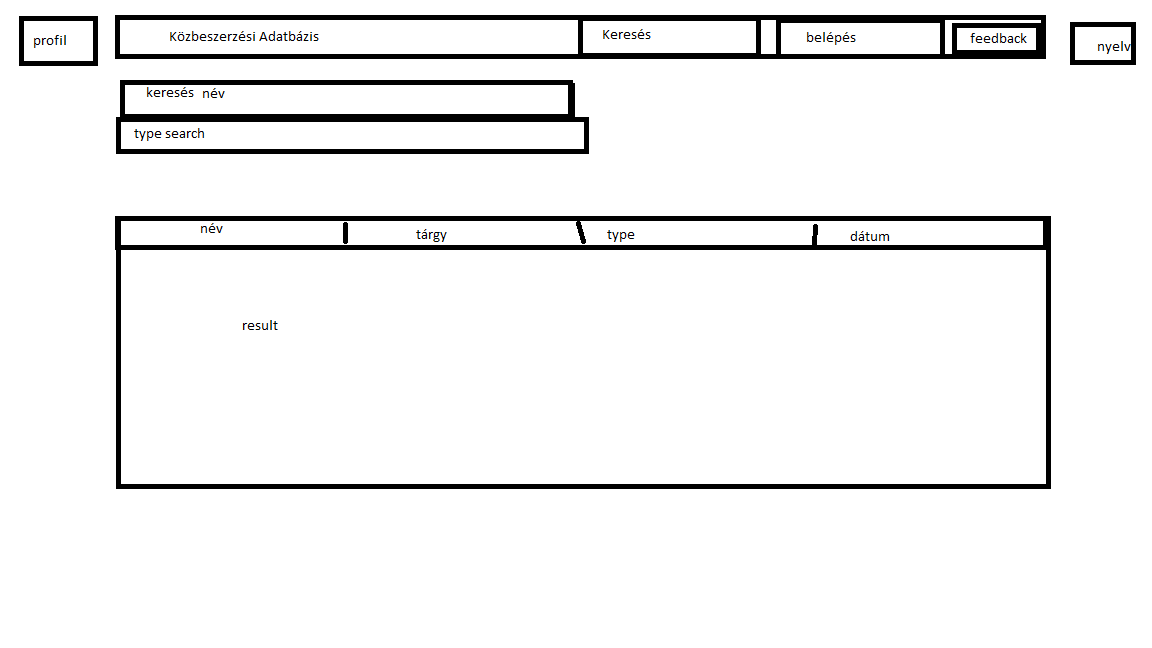 profil
Közbeszerzési Adatbázis
Keresés
belépés
feedback
nyelv
keresés név
type search
név
tárgy
type
dátum
result